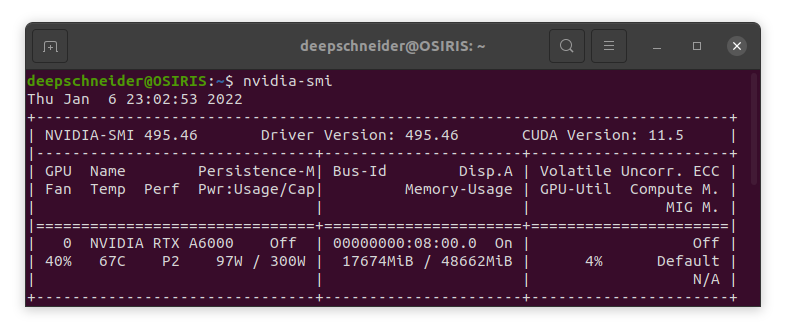 deepschneider@OSIRIS: ~
deepschneider@OSIRIS:~$ nvidia-smi
Thu Jan  6 23:02:53 2022
+-----------------------------------------------------------------------------+
| NVIDIA-SMI 495.46       Driver Version: 495.46       CUDA Version: 11.5     |
|-------------------------------+----------------------+----------------------+
| GPU  Name        Persistence-M| Bus-Id        Disp.A | Volatile Uncorr. ECC |
| Fan  Temp  Perf  Pwr:Usage/Cap|         Memory-Usage | GPU-Util  Compute M. |
|                               |                      |               MIG M. |
|===============================+======================+======================|
|   0  NVIDIA RTX A6000    Off  | 00000000:08:00.0  On |                  Off |
| 40%   67C    P2    97W / 300W |  17674MiB / 48662MiB |      4%      Default |
|                               |                      |                  N/A |
+-------------------------------+----------------------+----------------------+